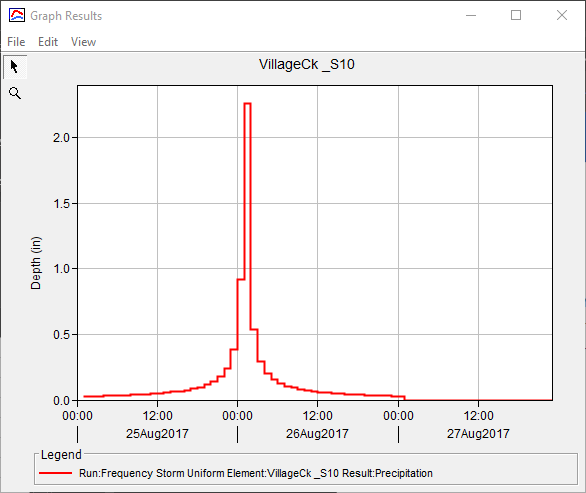 Graph Results
File Edit View
VillageCk _S10
Depth (in)
2.0
1.5
1.0
0.5
0.0
00:00 12:00 00:00 12:00 00:00 12:00
25Aug2017 26Aug2017 27Aug2017
Legend
Run:Frequency Storm Uniform Element:VillageCk _S10 Result:Precipitation